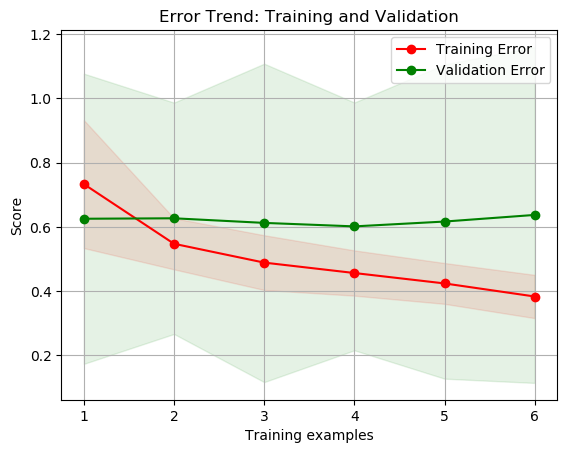 Error Trend: Training and Validation
Training Error
Validation Error
Score
1.2
1.0
0.8
0.6
0.4
0.2
1 2 3 4 5 6
Training examples